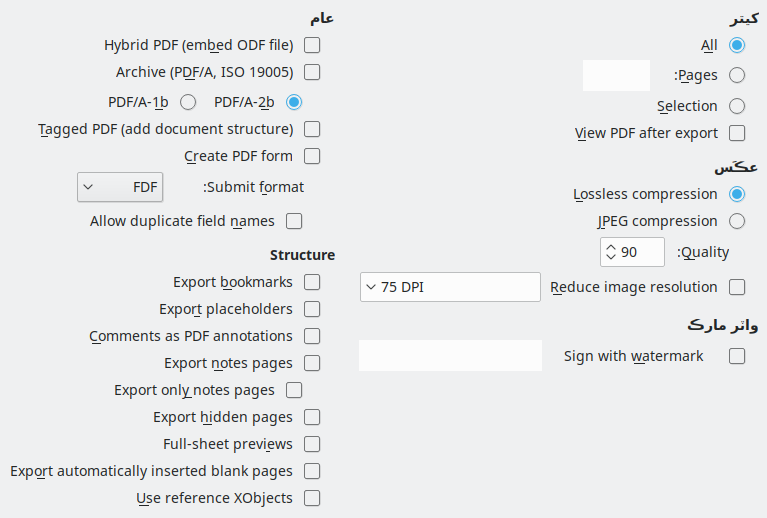 کيتر
All
Pages:
Selection
View PDF after export
عڪَس
Lossless compression
JPEG compression
Quality: 90
Reduce image resolution 75 DPI
واٽر مارڪ
Sign with watermark
عام
Hybrid PDF (embed ODF file)
Archive (PDF/A, ISO 19005)
PDF/A-2b PDF/A-1b
Tagged PDF (add document structure)
Create PDF form
Submit format: FDF
Allow duplicate field names
Structure
Export bookmarks
Export placeholders
Comments as PDF annotations
Export notes pages
Export only notes pages
Export hidden pages
Full-sheet previews
Export automatically inserted blank pages
Use reference XObjects